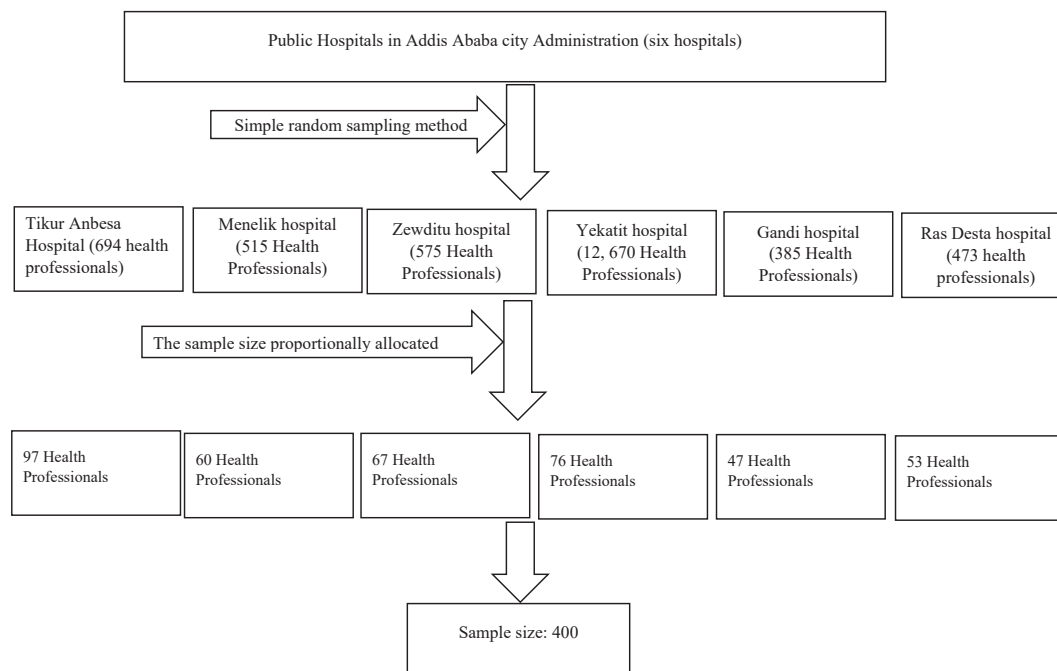 Public Hospitals in Addis Ababa city Administration (six hospitals)
Simple random sampling method
Tikur Anbesa
Hospital (694 health
professionals)
Menelik hospital
(515 Health
Professionals)
Zewditu hospital
(575 Health
Professionals)
Yekatit hospital
(12, 670 Health
Professionals)
Gandi hospital
(385 Health
Professionals)
Ras Desta hospital
(473 health
professionals)
The sample size proportionally allocated
97 Health
Professionals
60 Health
Professionals
67 Health
Professionals
76 Health
Professionals
47 Health
Professionals
53 Health
Professionals
Sample size: 400